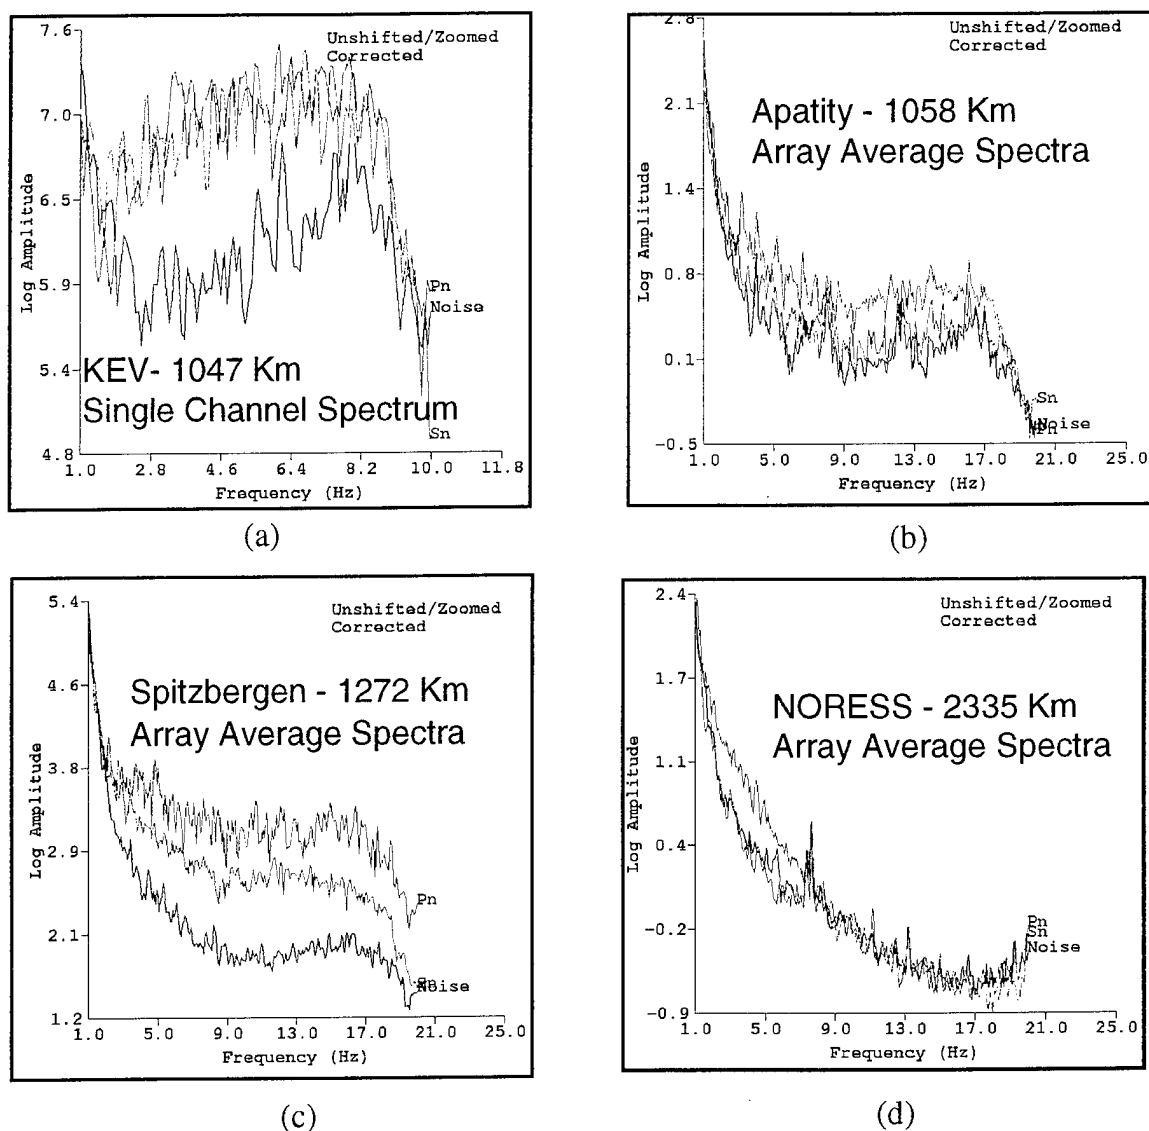 7.6
7.0
6.5
5.9
5.4
4.8
Log Amplitude
Unshifted/Zoomed
Corrected
Pn
Noise
Sn
KEV- 1047 Km
Single Channel Spectrum
1.0 2.8 4.6 6.4 8.2 10.0 11.8
Frequency (Hz)
(a)
2.8
2.1
1.4
0.8
0.1
-0.5
Log Amplitude
Unshifted/Zoomed
Corrected
Apatity - 1058 Km
Array Average Spectra
Sn
Noise
Pn
1.0 5.0 9.0 13.0 17.0 21.0 25.0
Frequency (Hz)
(b)
5.4
4.6
3.8
2.9
2.1
1.2
Log Amplitude
Unshifted/Zoomed
Corrected
Spitzbergen - 1272 Km
Array Average Spectra
Pn
Noise
1.0 5.0 9.0 13.0 17.0 21.0 25.0
Frequency (Hz)
(c)
2.4
1.7
1.1
0.4
-0.2
-0.9
Log Amplitude
Unshifted/Zoomed
Corrected
NORESS - 2335 Km
Array Average Spectra
Pn
Sn
Noise
1.0 5.0 9.0 13.0 17.0 21.0 25.0
Frequency (Hz)
(d)